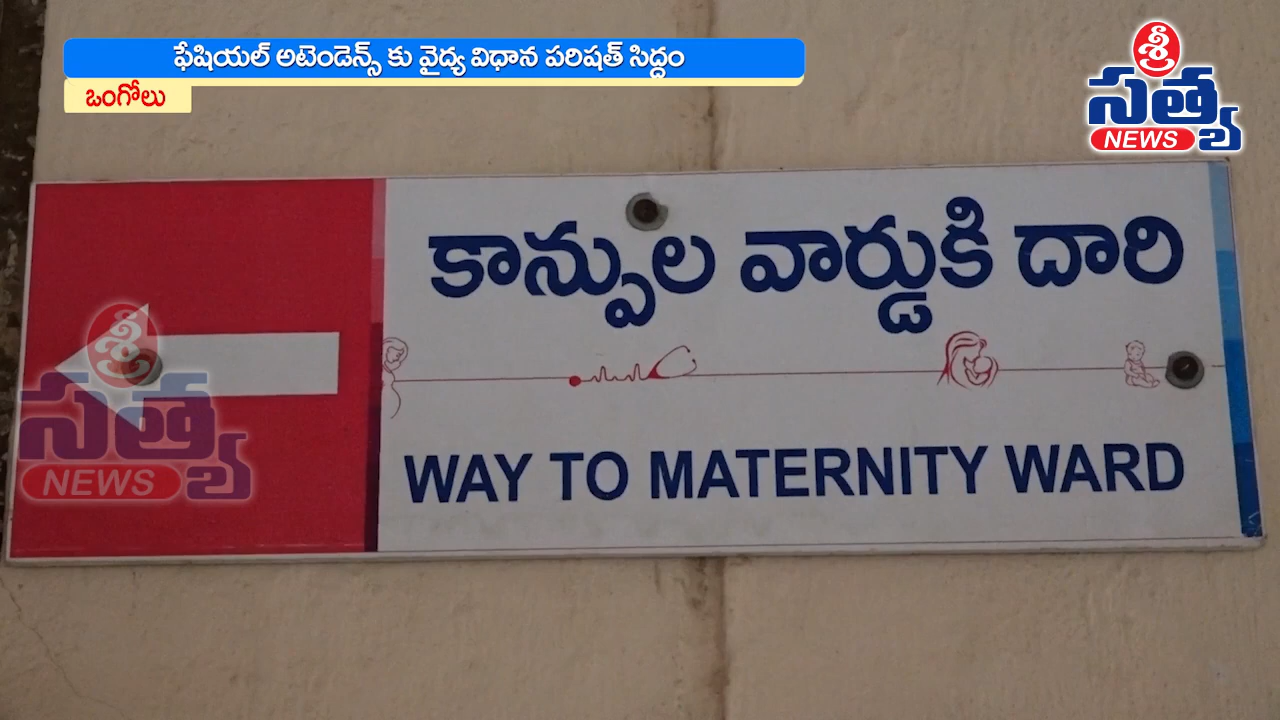 ఫేషియల్ అటెండెన్స్ కు వైద్య విధాన పరిషత్ సిద్ధం
ఒంగోలు
శ్రీ
సత్య
NEWS
కాన్పుల వార్డుకి దారి
శ్రీ
సత్య
NEWS
WAY TO MATERNITY WARD